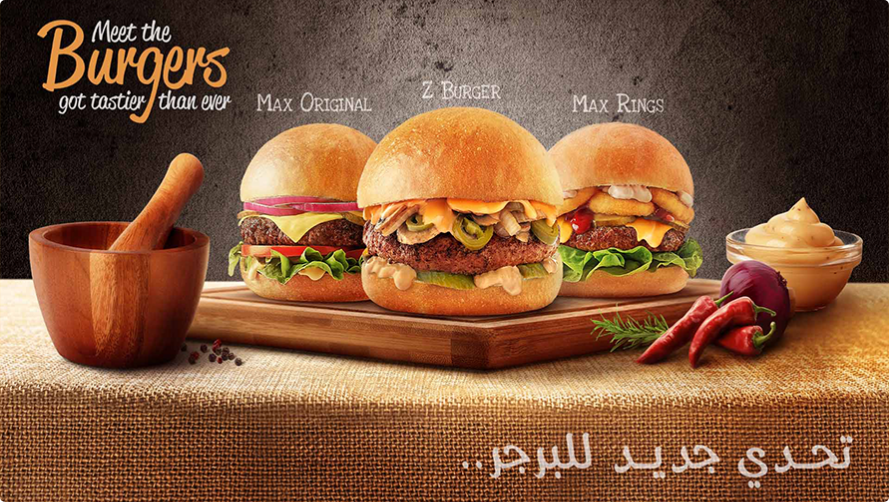 Meet the
Burgers
got tastier than ever
Max Original
Z Burger
Max Rings
تحدي جديد للبرجر..